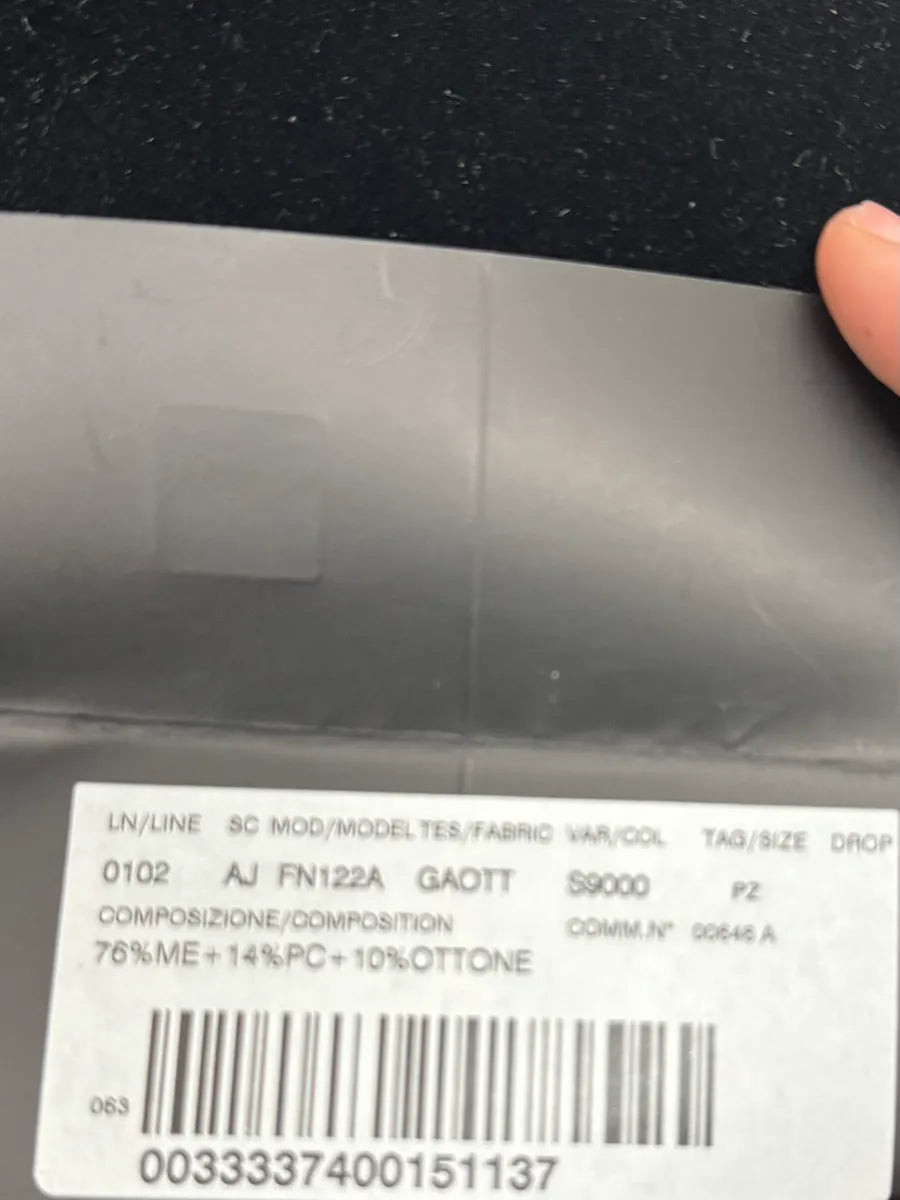 LN/LINE SC MOD/MODEL TES/FABRIC VAR/COL TAG/SIZE DROP
0102 AJ FN122A GAOTT S9000 PZ
COMPOSIZIONE/COMPOSITION COMM.N° 00646 A
76%ME+14%PC+10%OTTONE
063
0033337400151137